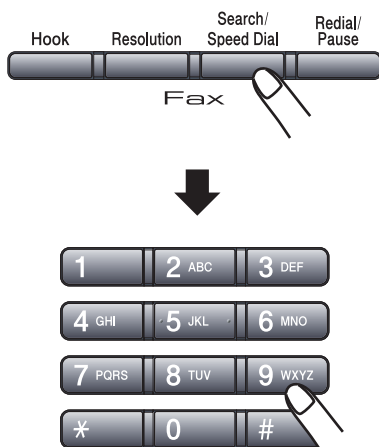 Hook Resolution Search/ Speed Dial Redial/ Pause
Fax
1 2 ABC 3 DEF
4 GHI 5 JKL 6 MNO
7 PQRS 8 TUV 9 WXYZ
* 0 #